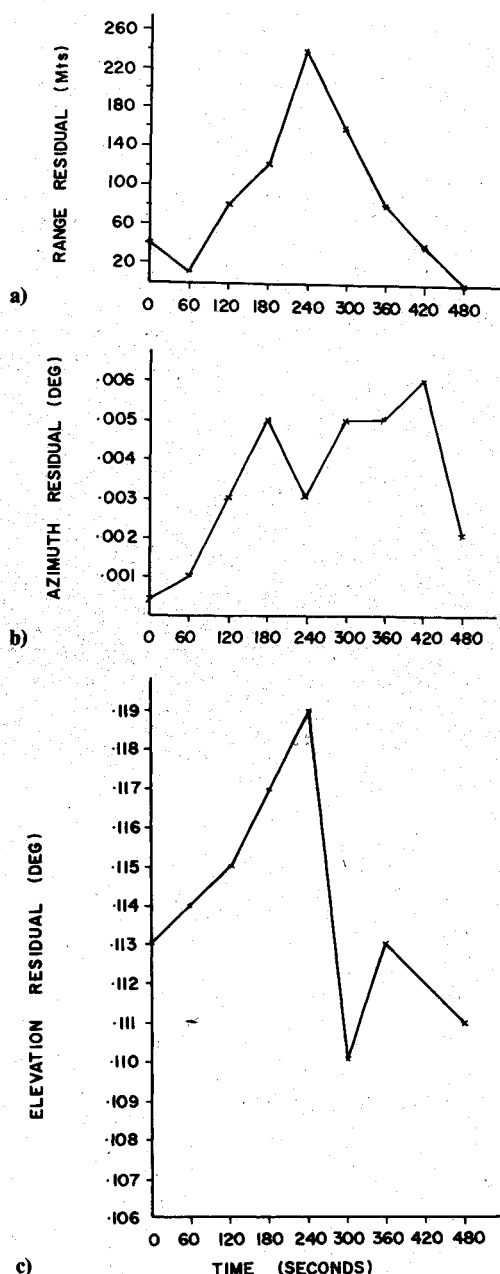 RANGE RESIDUAL (Mts)
260
220
180
140
100
60
20
0 60 120 180 240 300 360 420 480
a)
AZIMUTH RESIDUAL (DEG)
.006
.005
.004
.003
.002
.001
0 60 120 180 240 300 360 420 480
b)
ELEVATION RESIDUAL (DEG)
.119
.118
.117
.116
.115
.114
.113
.112
.111
.110
.109
.108
.107
.106
0 60 120 180 240 300 360 420 480
c)
TIME (SECONDS)